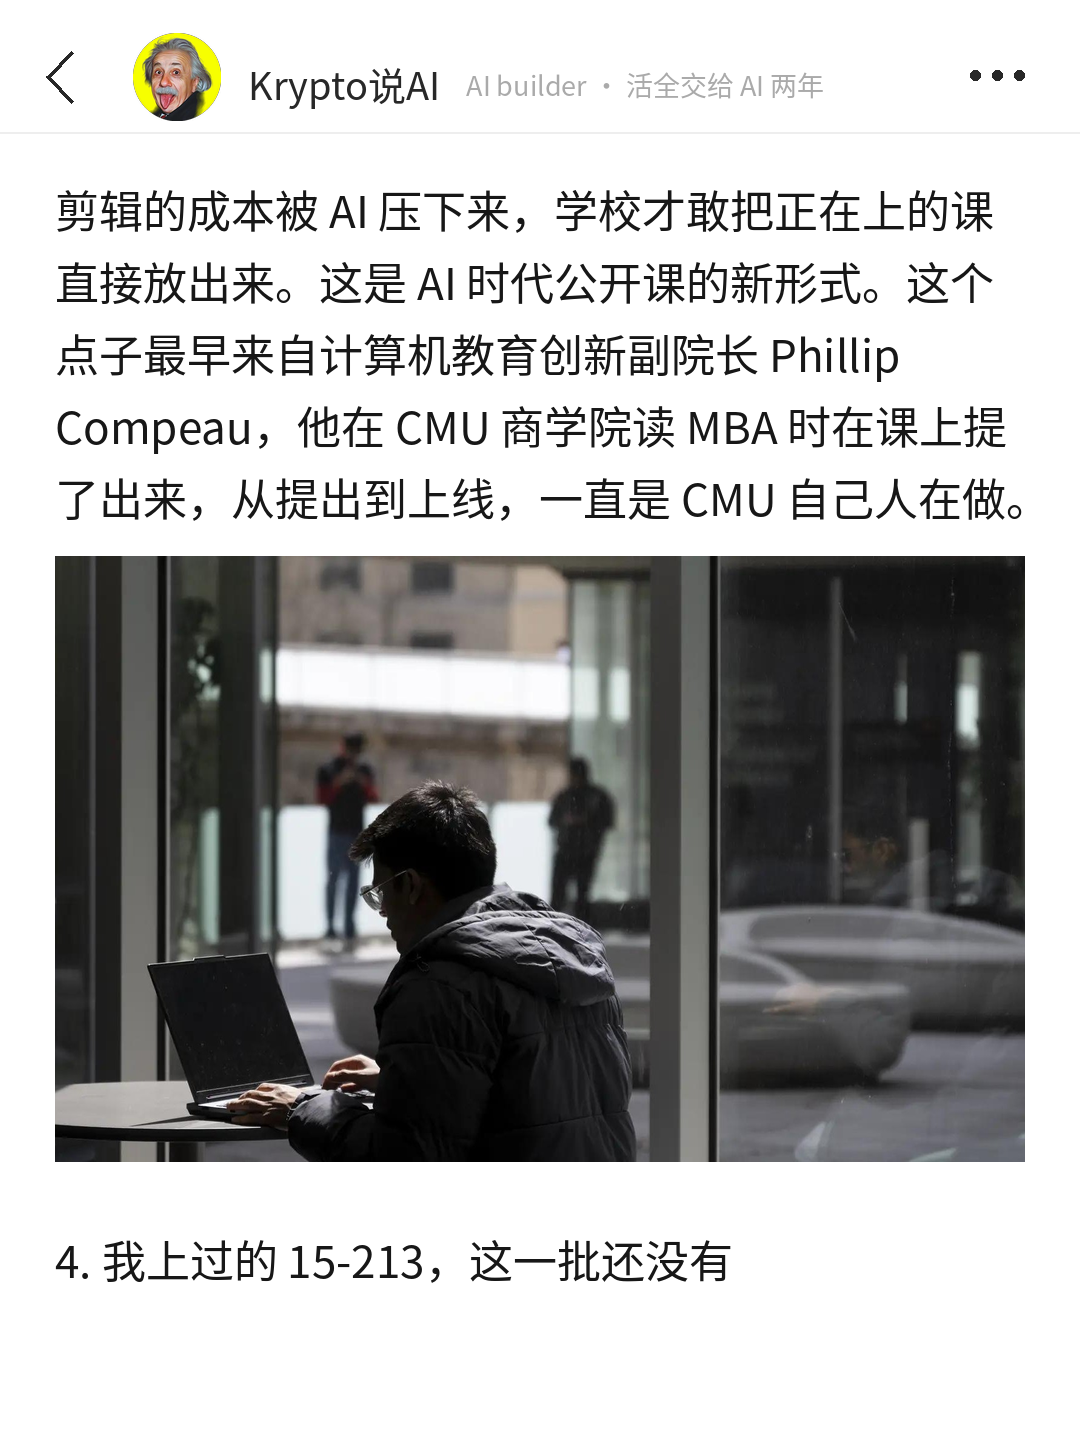 Krypto说AI AI builder · 活全交给 AI 两年
剪辑的成本被 AI 压下来，学校才敢把正在上的课
直接放出来。这是 AI 时代公开课的新形式。这个
点子最早来自计算机教育创新副院长 Phillip
Compeau，他在 CMU 商学院读 MBA 时在课上提
了出来，从提出到上线，一直是 CMU 自己人在做。
4. 我上过的 15-213，这一批还没有